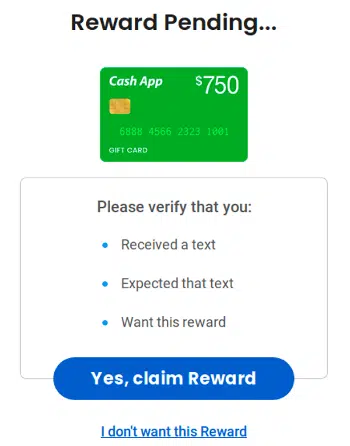 Reward Pending...
Cash App $750
6888 4566 2323 1001
GIFT CARD
Please verify that you:
Received a text
Expected that text
Want this reward
Yes, claim Reward
I don't want this Reward